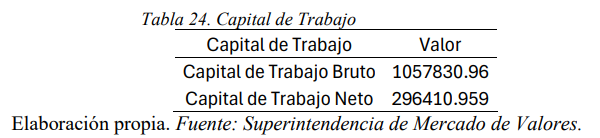 Tabla 24. Capital de Trabajo
Capital de Trabajo Valor
Capital de Trabajo Bruto 1057830.96
Capital de Trabajo Neto 296410.959
Elaboración propia. Fuente: Superintendencia de Mercado de Valores.